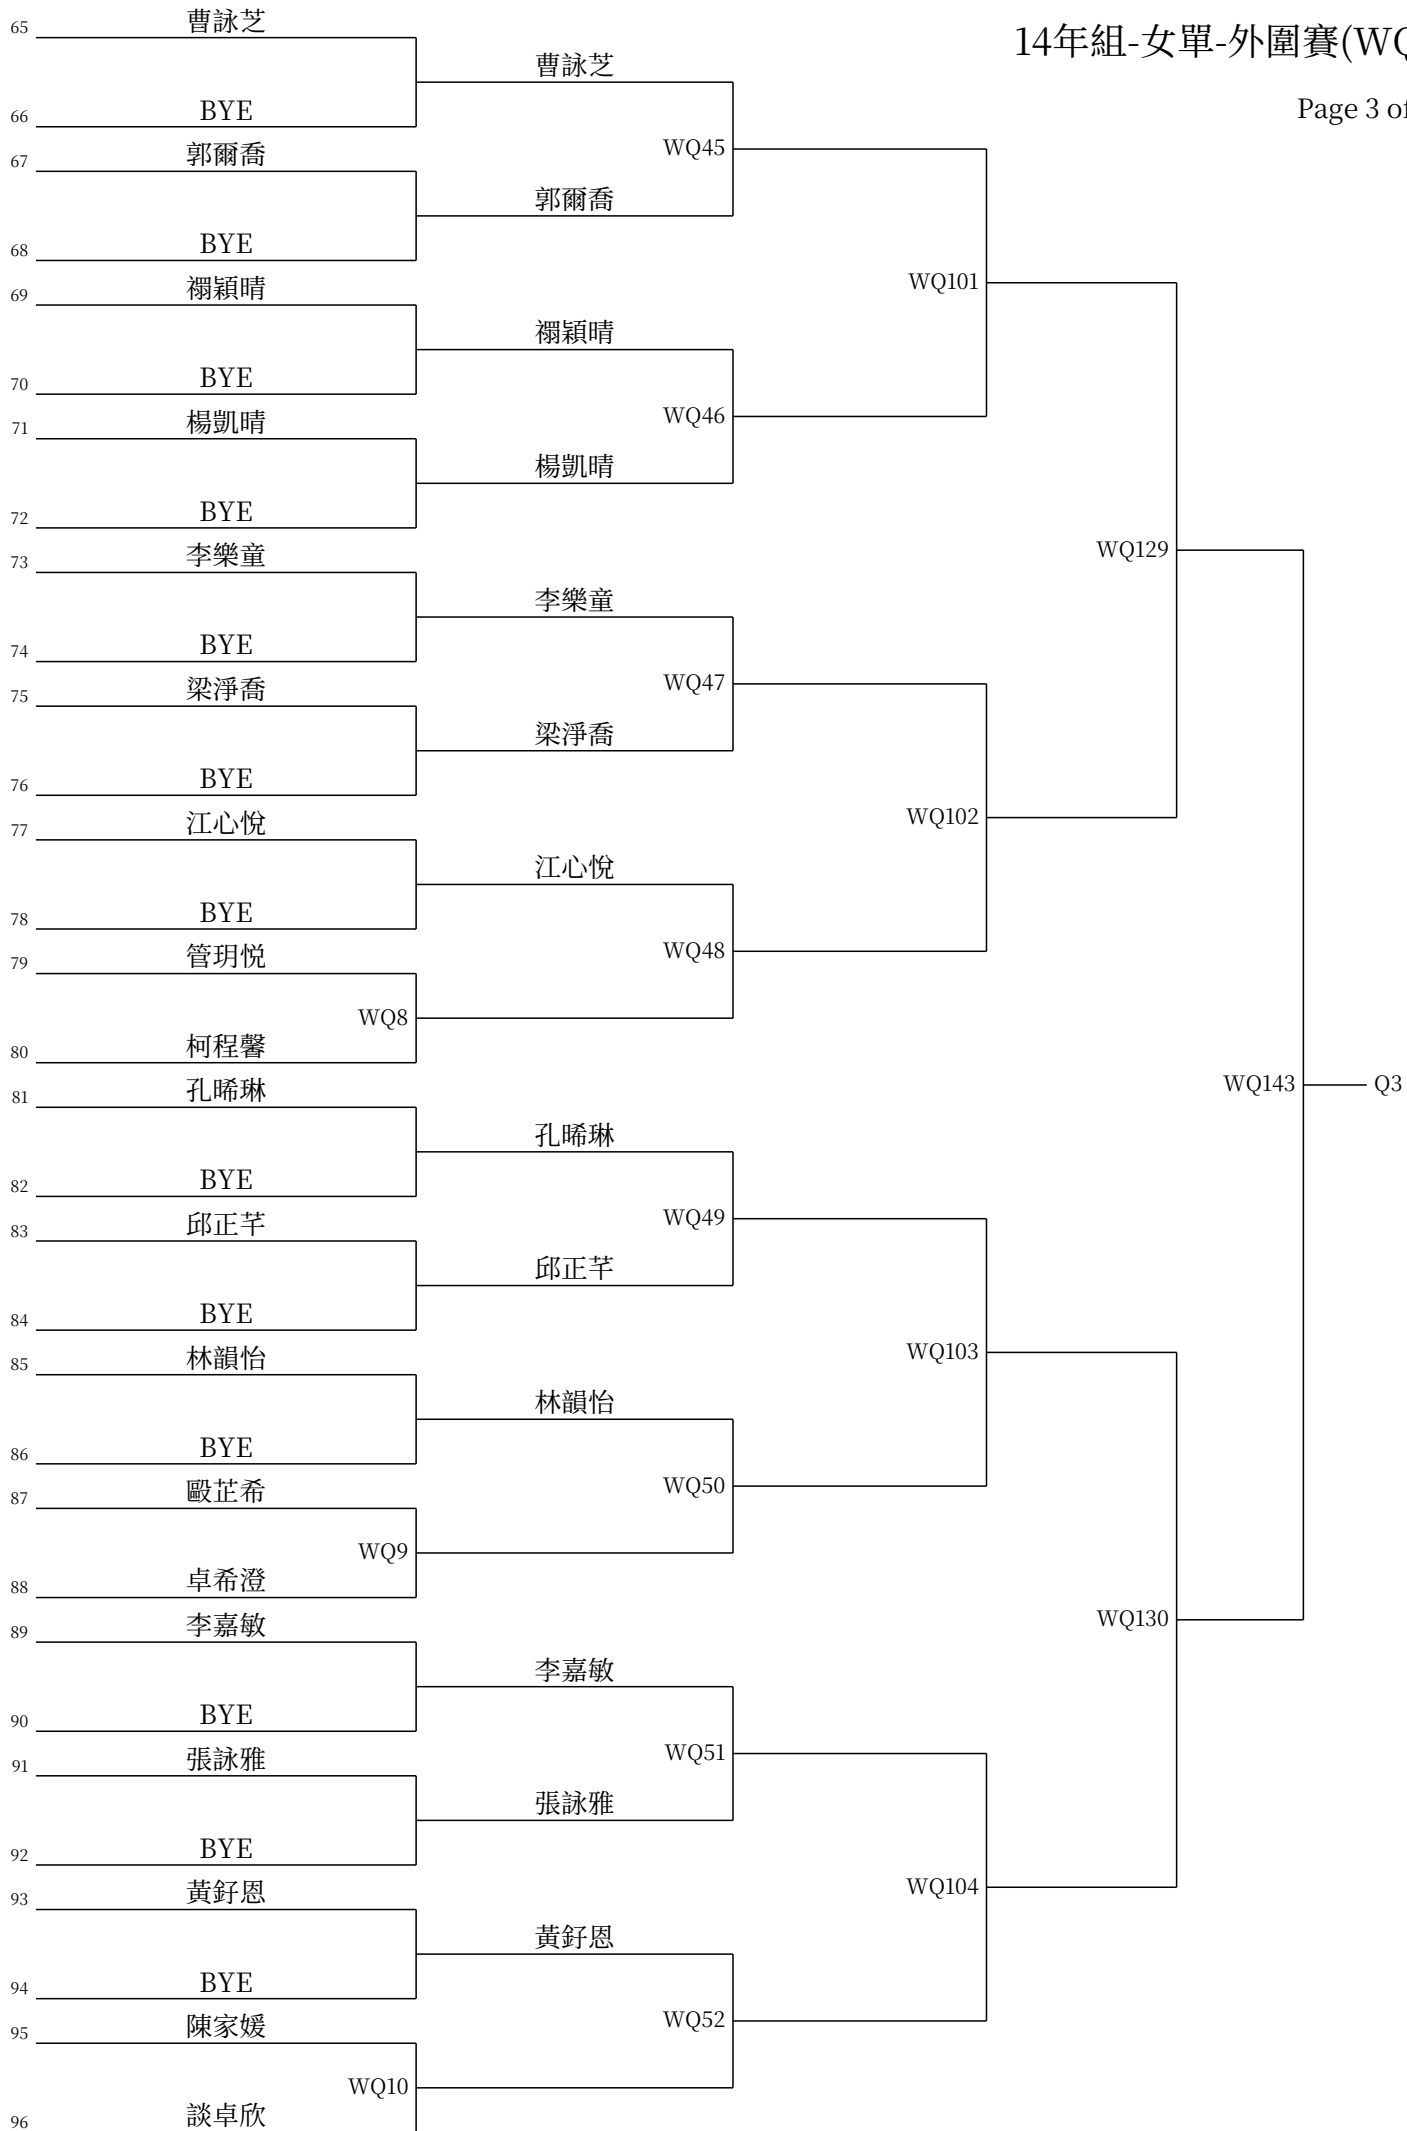 14年組-女單-外圍賽(WQ
Page 3 of
65 曹詠芝
曹詠芝
66 BYE
WQ45
67 郭爾喬
郭爾喬
68 BYE
WQ101
69 禤穎晴
禤穎晴
70 BYE
WQ46
71 楊凱晴
楊凱晴
72 BYE
WQ129
73 李樂童
李樂童
74 BYE
WQ47
75 梁淨喬
梁淨喬
76 BYE
WQ102
77 江心悅
江心悅
78 BYE
WQ48
79 管玥悦
WQ8
80 柯程馨
WQ143 Q3
81 孔晞琳
孔晞琳
82 BYE
WQ49
83 邱正芊
邱正芊
84 BYE
WQ103
85 林韻怡
林韻怡
86 BYE
WQ50
87 毆芷希
WQ9
88 卓希澄
WQ130
89 李嘉敏
李嘉敏
90 BYE
WQ51
91 張詠雅
張詠雅
92 BYE
WQ104
93 黃釨恩
黃釨恩
94 BYE
WQ52
95 陳家媛
WQ10
96 談卓欣